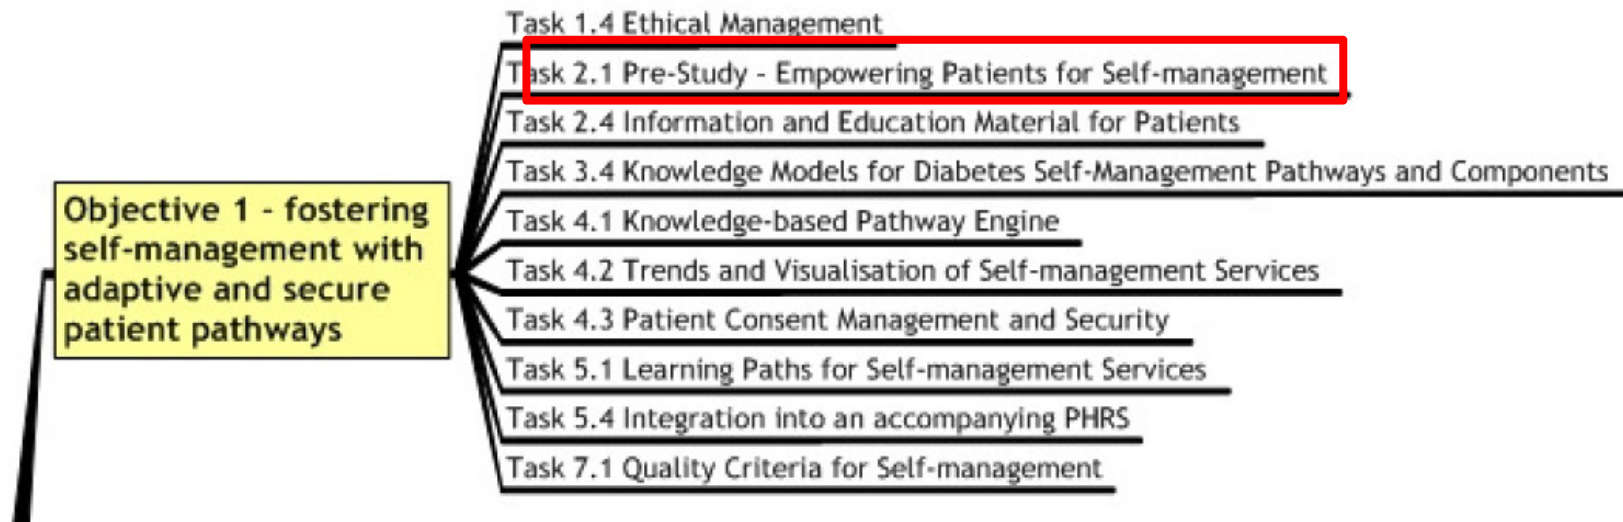 Task 1.4 Ethical Management
Task 2.1 Pre-Study - Empowering Patients for Self-management
Task 2.4 Information and Education Material for Patients
Task 3.4 Knowledge Models for Diabetes Self-Management Pathways and Components
Objective 1 - fostering
self-management with
adaptive and secure
patient pathways
Task 4.1 Knowledge-based Pathway Engine
Task 4.2 Trends and Visualisation of Self-management Services
Task 4.3 Patient Consent Management and Security
Task 5.1 Learning Paths for Self-management Services
Task 5.4 Integration into an accompanying PHRS
Task 7.1 Quality Criteria for Self-management